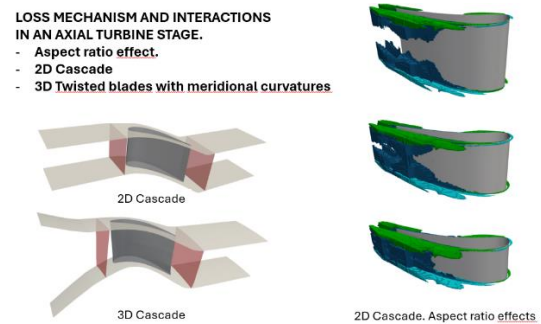 LOSS MECHANISM AND INTERACTIONS
IN AN AXIAL TURBINE STAGE.
- Aspect ratio effect.
- 2D Cascade
- 3D Twisted blades with meridional curvatures
2D Cascade
3D Cascade
2D Cascade. Aspect ratio effects